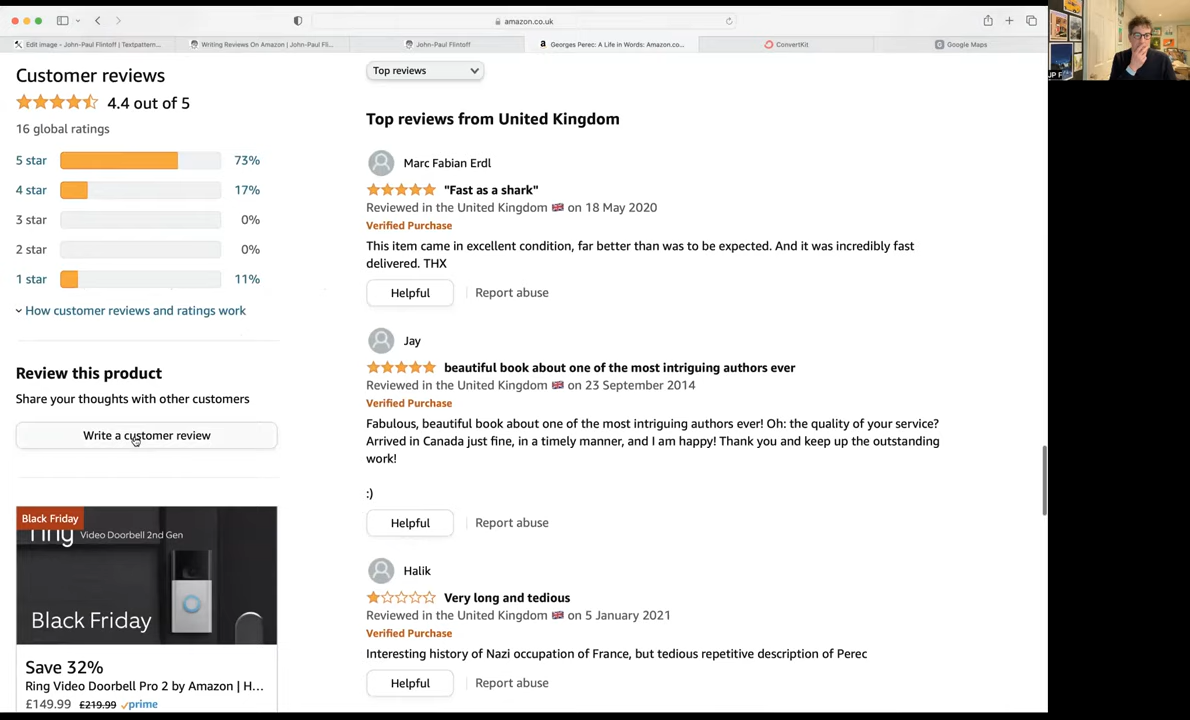 amazon.co.uk
Edit image - John-Paul Flintoff | Textpattern...
Writing Reviews On Amazon | John-Paul Fli...
John-Paul Flintoff
a Georges Perec: A Life in Words: Amazon.co...
ConvertKit
Google Maps
JP F
Customer reviews
4.4 out of 5
16 global ratings
5 star 73%
4 star 17%
3 star 0%
2 star 0%
1 star 11%
How customer reviews and ratings work
Review this product
Share your thoughts with other customers
Write a customer review
Black Friday
ring Video Doorbell 2nd Gen
Black Friday
Save 32%
Ring Video Doorbell Pro 2 by Amazon | H...
£149.99 £219.99 prime
Top reviews
Top reviews from United Kingdom
Marc Fabian Erdl
"Fast as a shark"
Reviewed in the United Kingdom 🇬🇧 on 18 May 2020
Verified Purchase
This item came in excellent condition, far better than was to be expected. And it was incredibly fast
delivered. THX
Helpful | Report abuse
Jay
beautiful book about one of the most intriguing authors ever
Reviewed in the United Kingdom 🇬🇧 on 23 September 2014
Verified Purchase
Fabulous, beautiful book about one of the most intriguing authors ever! Oh: the quality of your service?
Arrived in Canada just fine, in a timely manner, and I am happy! Thank you and keep up the outstanding
work!
:)
Helpful | Report abuse
Halik
Very long and tedious
Reviewed in the United Kingdom 🇬🇧 on 5 January 2021
Verified Purchase
Interesting history of Nazi occupation of France, but tedious repetitive description of Perec
Helpful | Report abuse